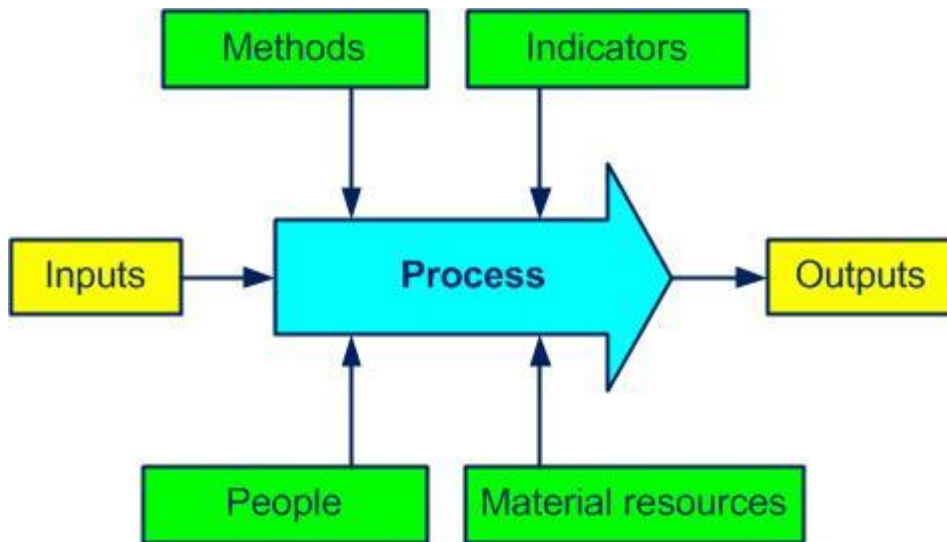 Methods
Indicators
Inputs
Process
Outputs
People
Material resources